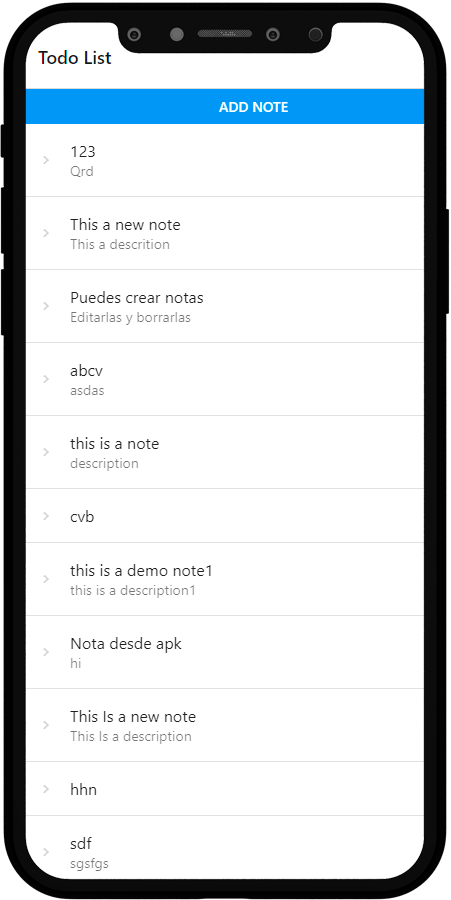 Todo List
ADD NOTE
123
Qrd
This a new note
This a descrition
Puedes crear notas
Editarlas y borrarlas
abcv
asdas
this is a note
description
cvb
this is a demo note1
this is a description1
Nota desde apk
hi
This Is a new note
This Is a description
hhn
sdf
sgsfgs